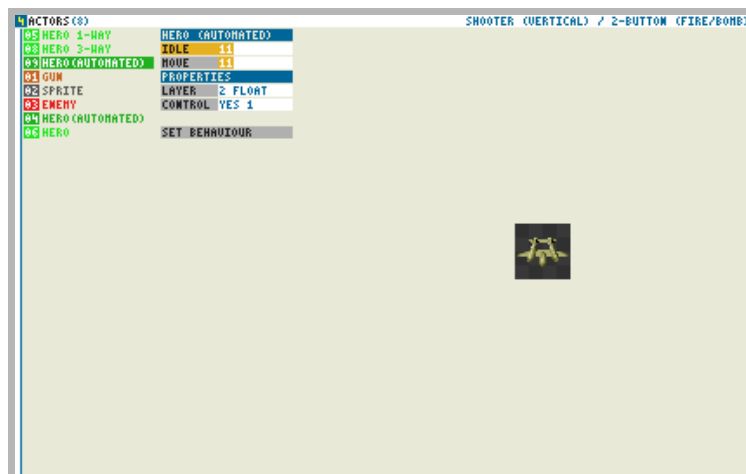 4 ACTORS(8)
SHOOTER (VERTICAL) / 2-BUTTON (FIRE/BOMB)
05 HERO 1-WAY
08 HERO 3-WAY
09 HERO(AUTOMATED)
01 GUN
02 SPRITE
03 ENEMY
04 HERO(AUTOMATED)
06 HERO
HERO (AUTOMATED)
IDLE 11
MOVE 11
PROPERTIES
LAYER 2 FLOAT
CONTROL YES 1
SET BEHAVIOUR